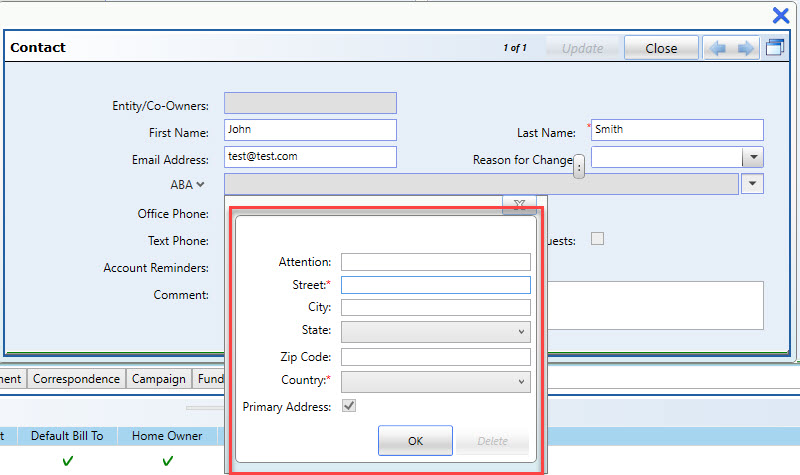 Contact 1 of 1 Update Close
Entity/Co-Owners:
First Name: John Last Name: * Smith
Email Address: test@test.com Reason for Change
ABA
Office Phone:
Text Phone: uests:
Account Reminders:
Comment:
Attention:
Street:*
City:
State:
Zip Code:
Country:*
Primary Address:
OK Delete
nent Correspondence Campaign Fund
t Default Bill To Home Owner